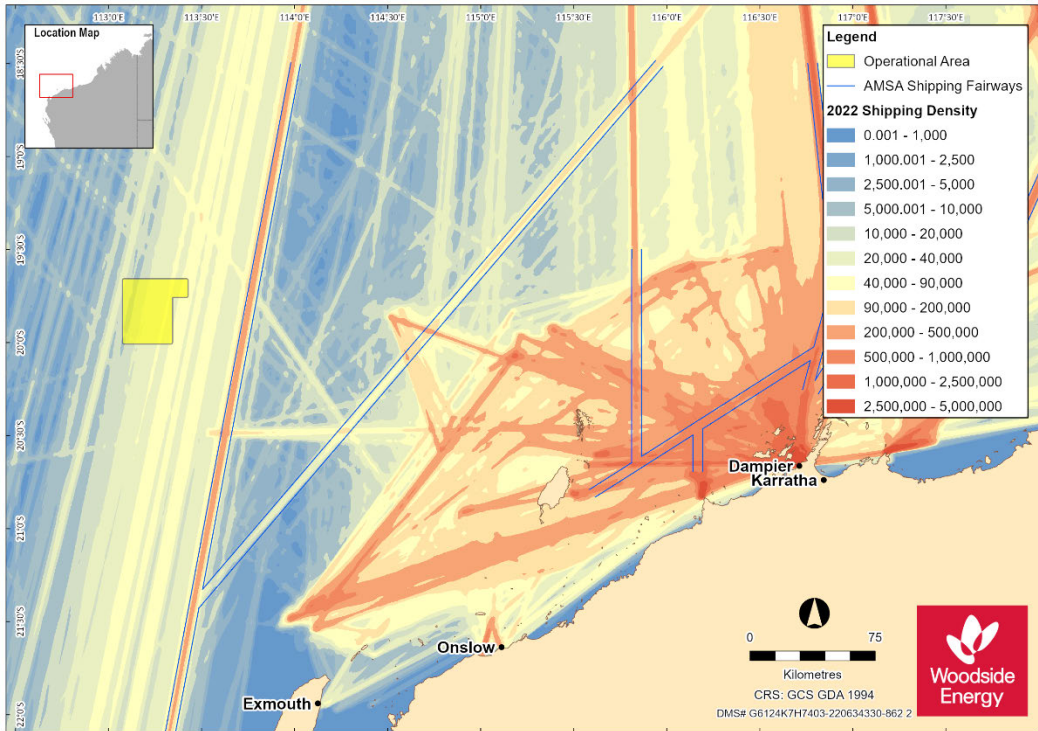 113°0'E 113°30'E 114°0'E 114°30'E 115°0'E 115°30'E 116°0'E 116°30'E 117°0'E 117°30'E
Location Map
18°30'S
19°0'S
19°30'S
20°0'S
20°30'S
21°0'S
21°30'S
22°0'S
Legend
Operational Area
AMSA Shipping Fairways
2022 Shipping Density
0.001 - 1,000
1,000.001 - 2,500
2,500.001 - 5,000
5,000.001 - 10,000
10,000 - 20,000
20,000 - 40,000
40,000 - 90,000
90,000 - 200,000
200,000 - 500,000
500,000 - 1,000,000
1,000,000 - 2,500,000
2,500,000 - 5,000,000
Dampier
Karratha
Onslow
Exmouth
0 75
Kilometres
CRS: GCS GDA 1994
DMS# G6124K7H7403-220634330-862 2
Woodside
Energy